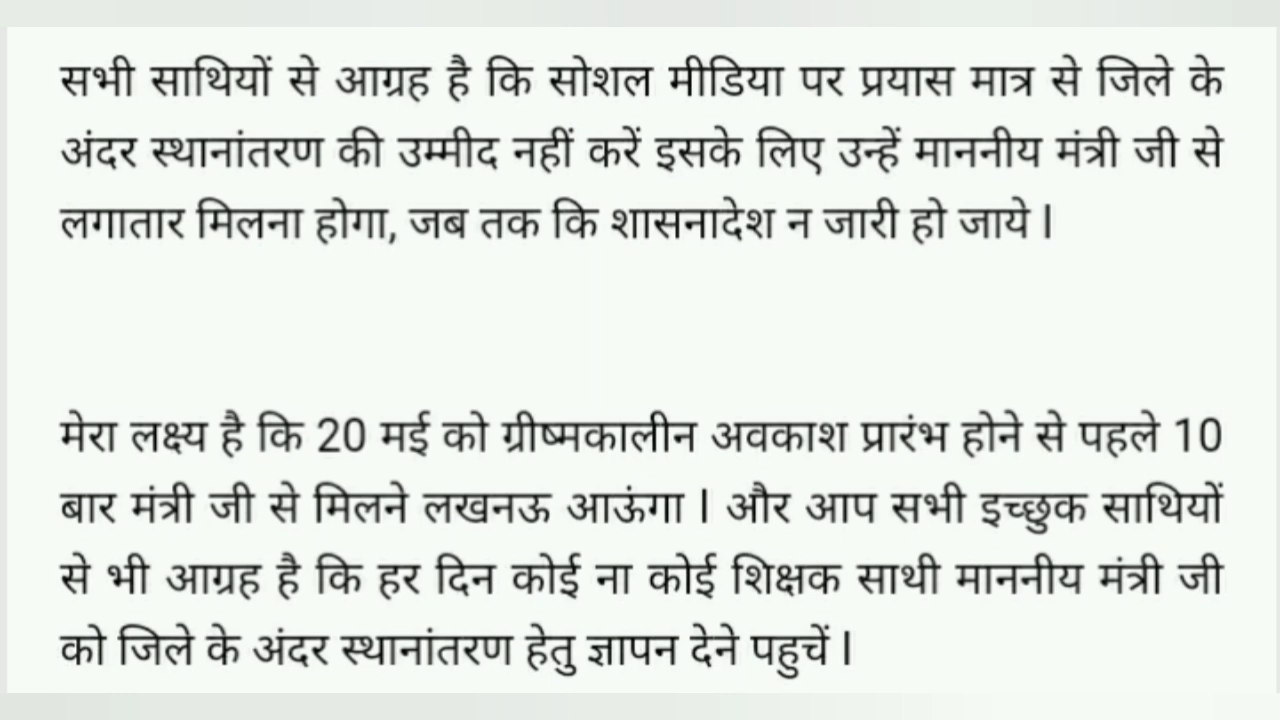 सभी साथियों से आग्रह है कि सोशल मीडिया पर प्रयास मात्र से जिले के
अंदर स्थानांतरण की उम्मीद नहीं करें इसके लिए उन्हें माननीय मंत्री जी से
लगातार मिलना होगा, जब तक कि शासनादेश न जारी हो जाये।
मेरा लक्ष्य है कि 20 मई को ग्रीष्मकालीन अवकाश प्रारंभ होने से पहले 10
बार मंत्री जी से मिलने लखनऊ आऊंगा। और आप सभी इच्छुक साथियों
से भी आग्रह है कि हर दिन कोई ना कोई शिक्षक साथी माननीय मंत्री जी
को जिले के अंदर स्थानांतरण हेतु ज्ञापन देने पहुचें।